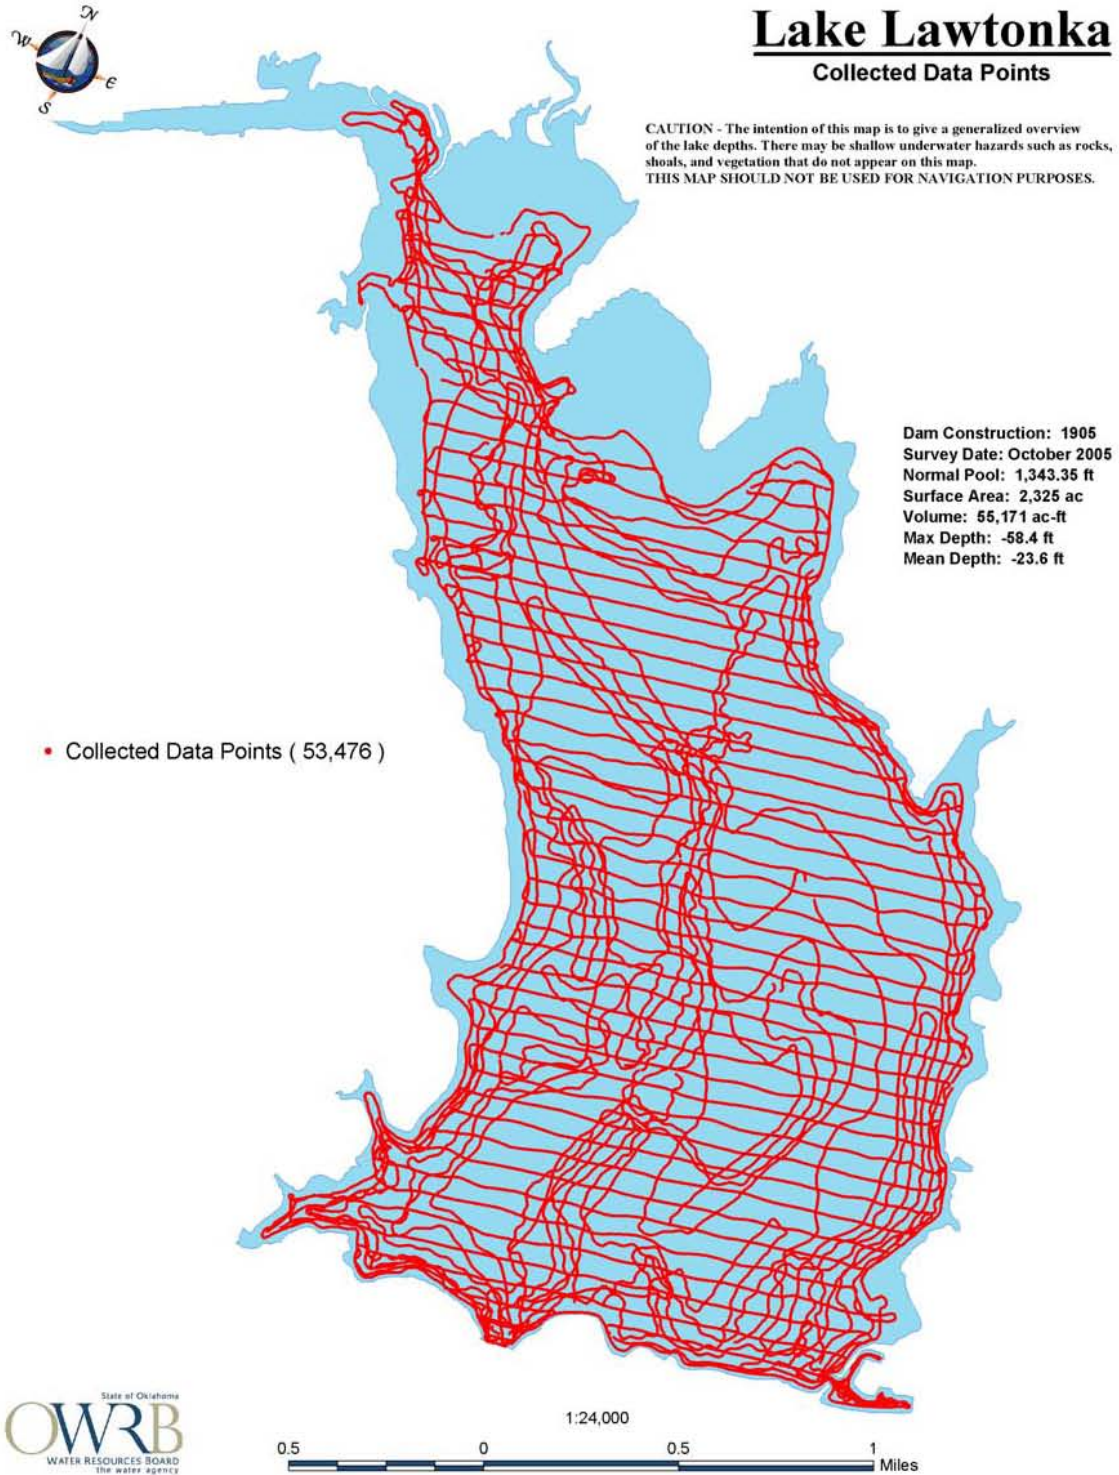 Lake Lawtonka
Collected Data Points
N
W
E
S
CAUTION - The intention of this map is to give a generalized overview
of the lake depths. There may be shallow underwater hazards such as rocks,
shoals, and vegetation that do not appear on this map.
THIS MAP SHOULD NOT BE USED FOR NAVIGATION PURPOSES.
Dam Construction: 1905
Survey Date: October 2005
Normal Pool: 1,343.35 ft
Surface Area: 2,325 ac
Volume: 55,171 ac-ft
Max Depth: -58.4 ft
Mean Depth: -23.6 ft
Collected Data Points ( 53,476 )
State of Oklahoma
OWRB
WATER RESOURCES BOARD
the water agency
1:24,000
0.5 0 0.5 1
Miles